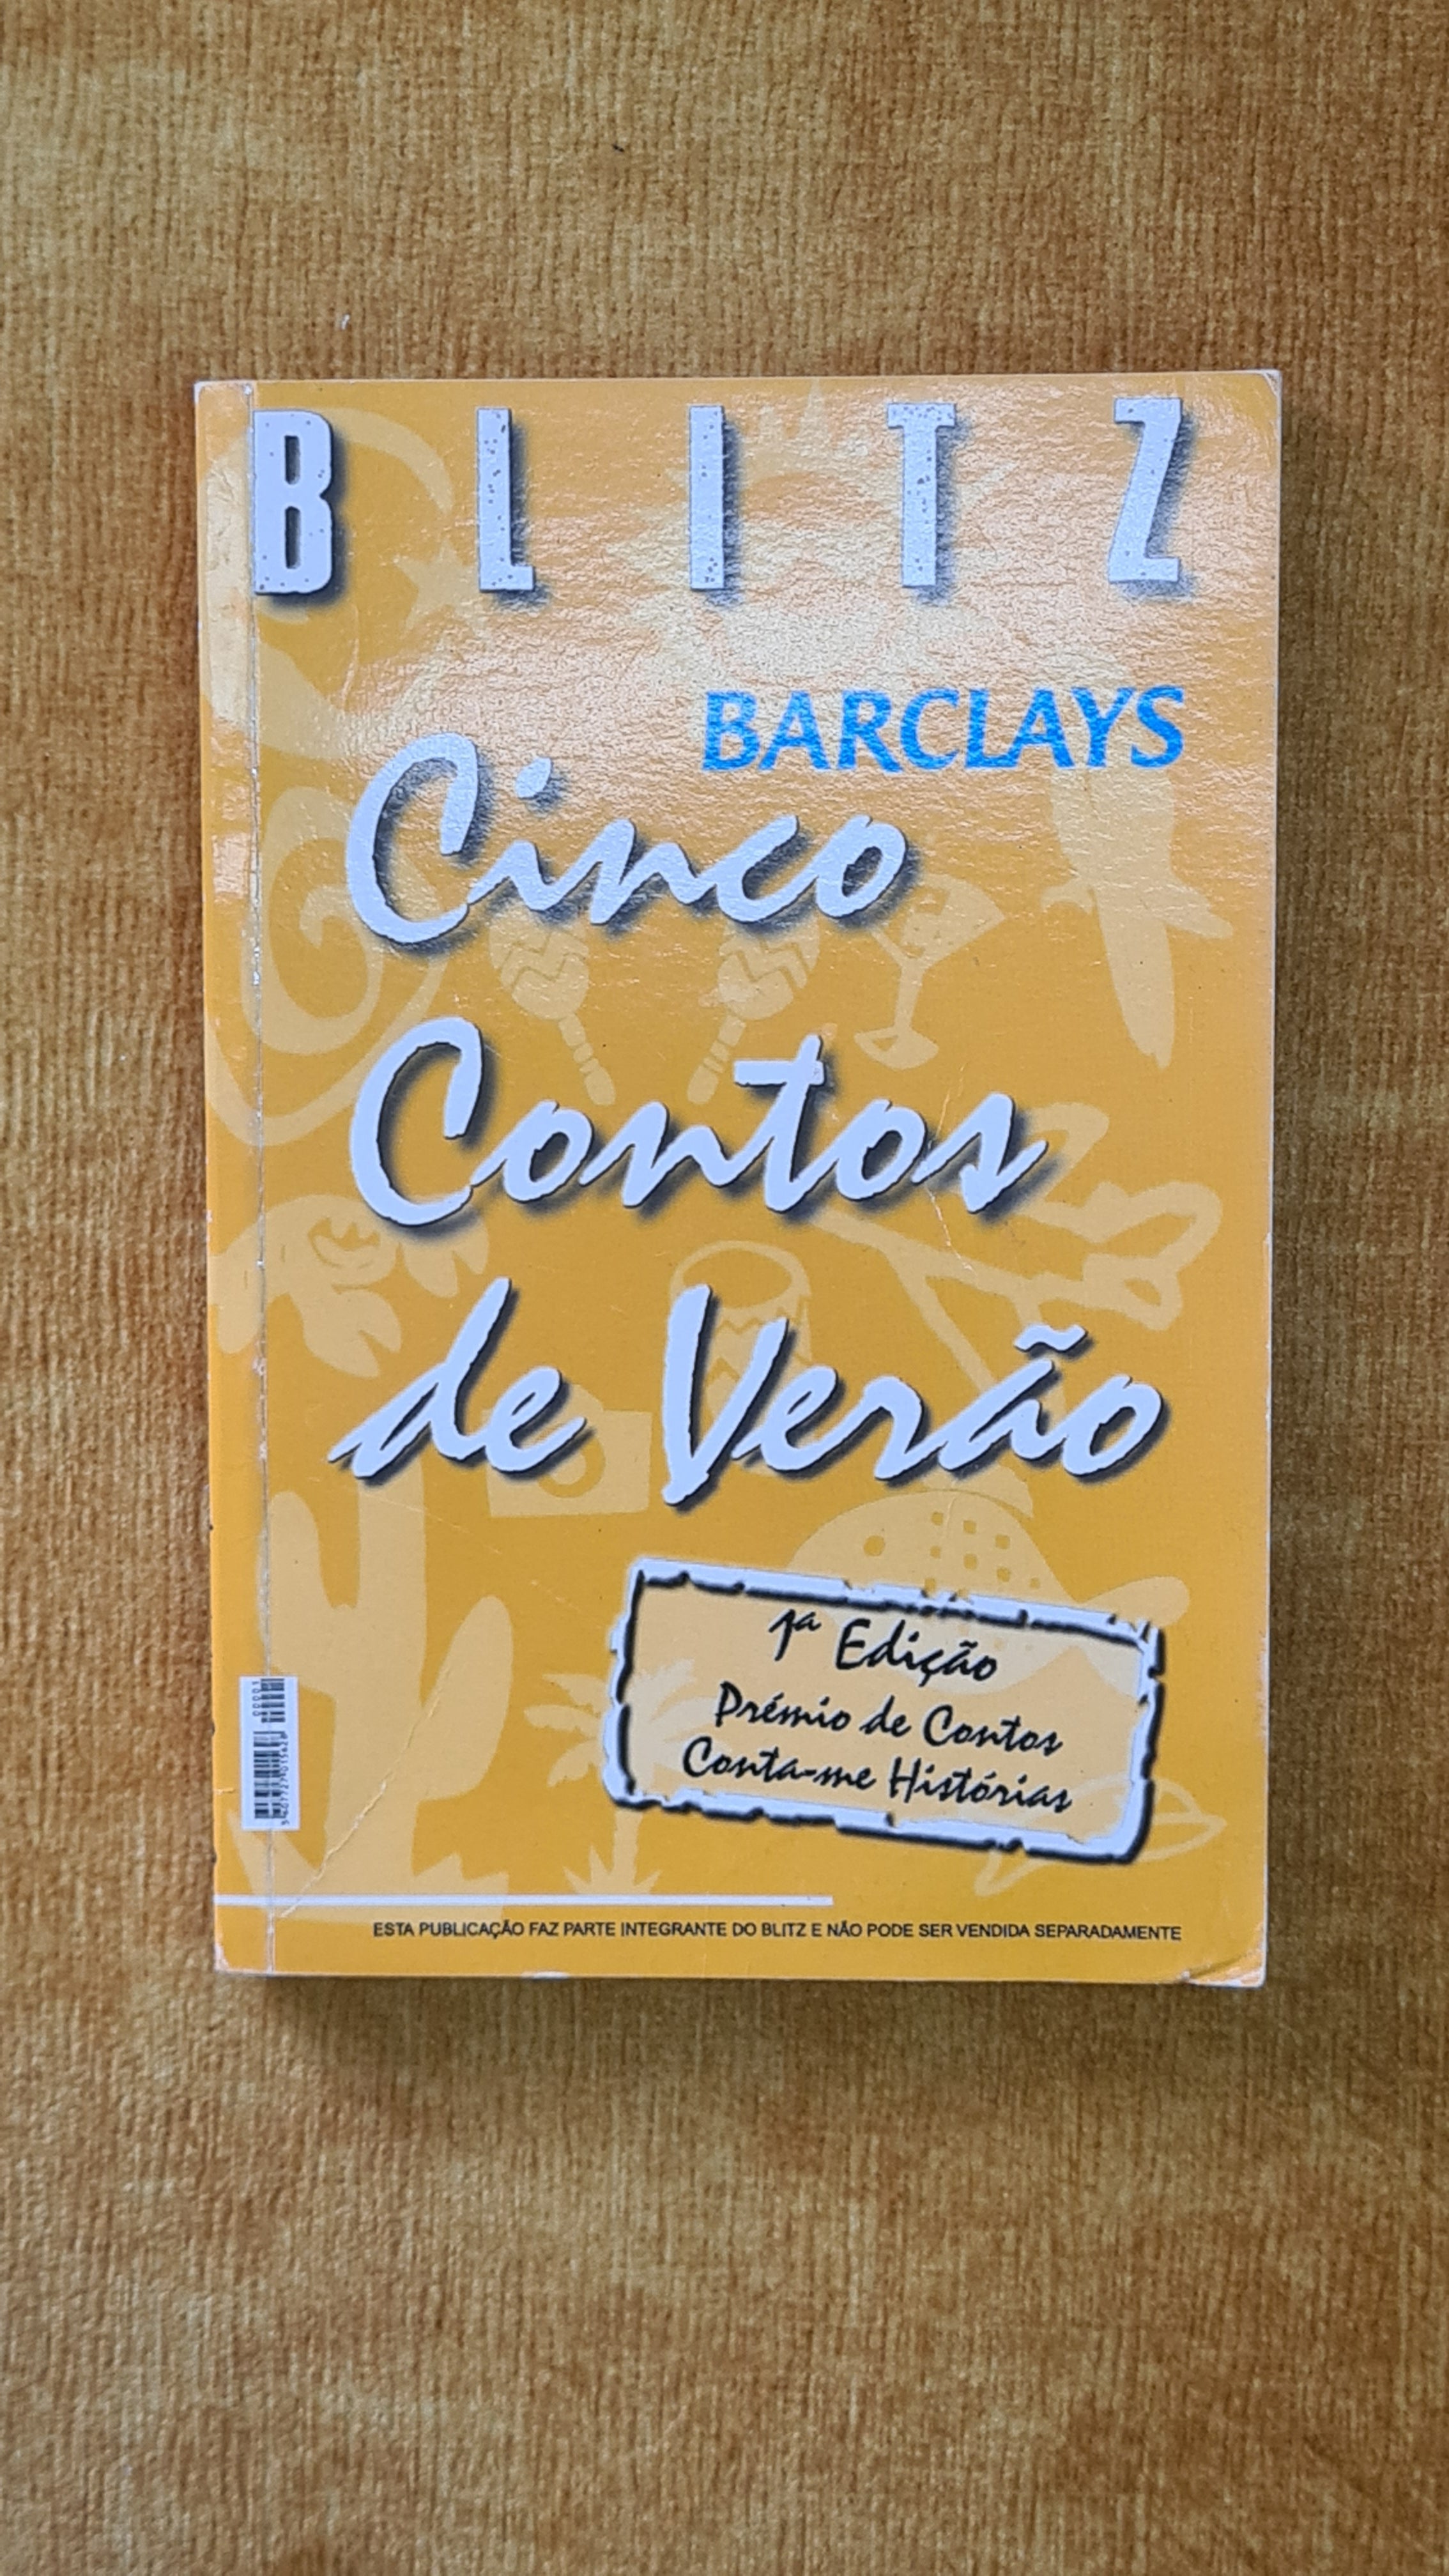 BLITZ
BARCLAYS
Cinco
Contos
de Verão
1ª Edição
Prémio de Contos
Conta-me Histórias
ESTA PUBLICAÇÃO FAZ PARTE INTEGRANTE DO BLITZ E NÃO PODE SER VENDIDA SEPARADAMENTE
00001